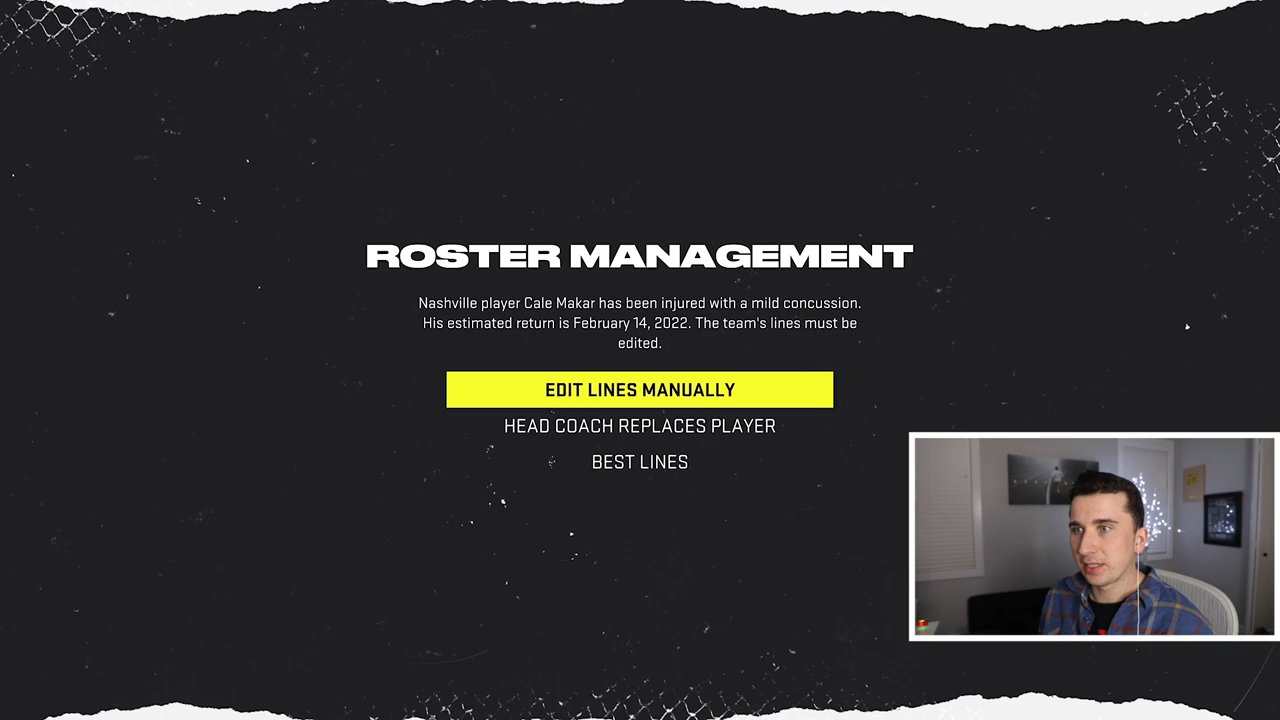 ROSTER MANAGEMENT
Nashville player Cale Makar has been injured with a mild concussion.
His estimated return is February 14, 2022. The team's lines must be
edited.
EDIT LINES MANUALLY
HEAD COACH REPLACES PLAYER
BEST LINES